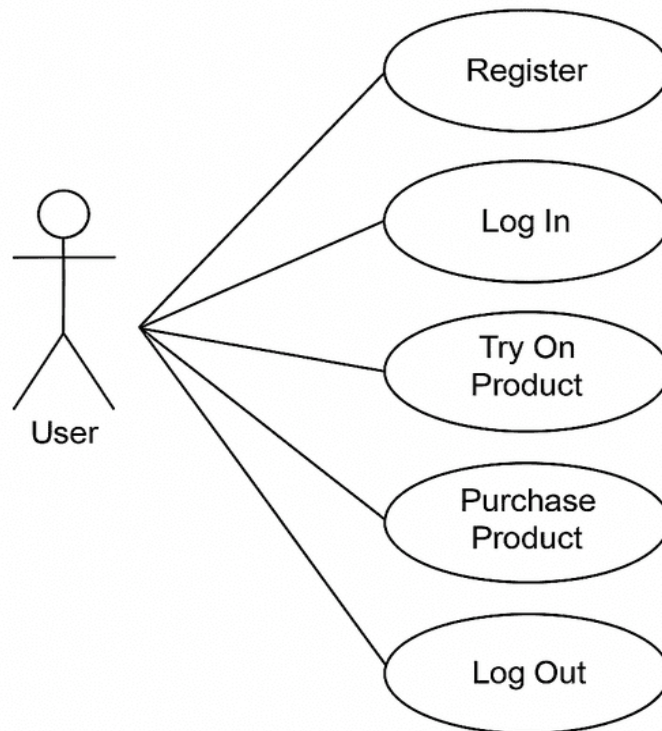 Register
Log In
Try On
Product
User
Purchase
Product
Log Out